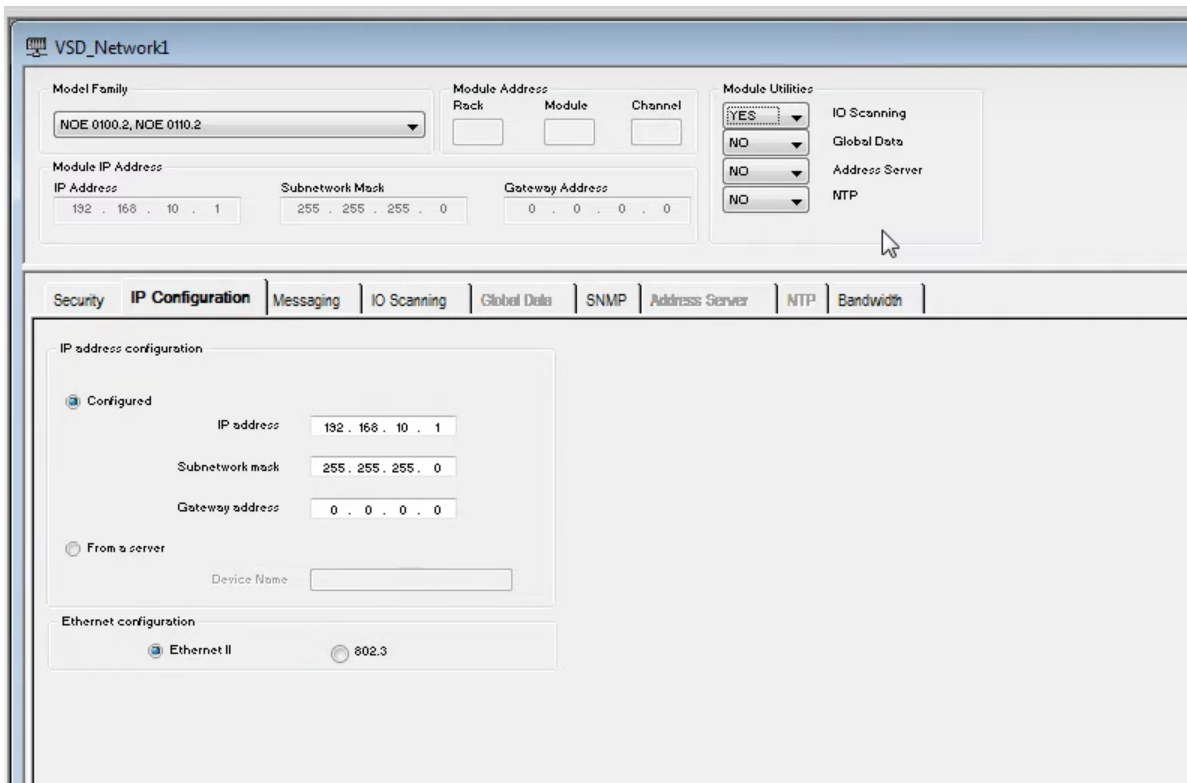 VSD_Network1
Model Family
NOE 0100.2, NOE 0110.2
Module Address
Rack Module Channel
Module Utilities
YES IO Scanning
NO Global Data
NO Address Server
NO NTP
Module IP Address
IP Address Subnetwork Mask Gateway Address
192 . 168 . 10 . 1 255 . 255 . 255 . 0 0 . 0 . 0 . 0
Security IP Configuration Messaging IO Scanning Global Data SNMP Address Server NTP Bandwidth
IP address configuration
Configured
IP address 192 . 168 . 10 . 1
Subnetwork mask 255 . 255 . 255 . 0
Gateway address 0 . 0 . 0 . 0
From a server
Device Name
Ethernet configuration
Ethernet II 802.3